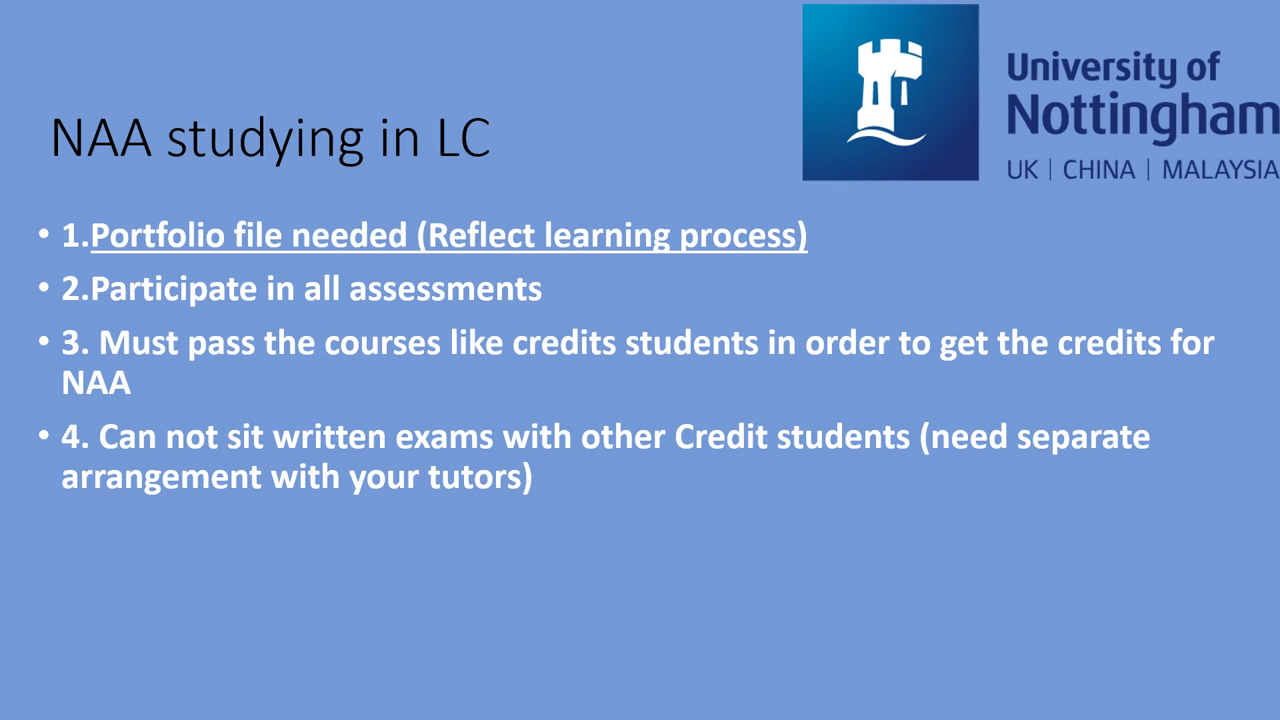 University of
Nottingham
UK | CHINA | MALAYSIA
NAA studying in LC
• 1.Portfolio file needed (Reflect learning process)
• 2.Participate in all assessments
• 3. Must pass the courses like credits students in order to get the credits for
NAA
• 4. Can not sit written exams with other Credit students (need separate
arrangement with your tutors)